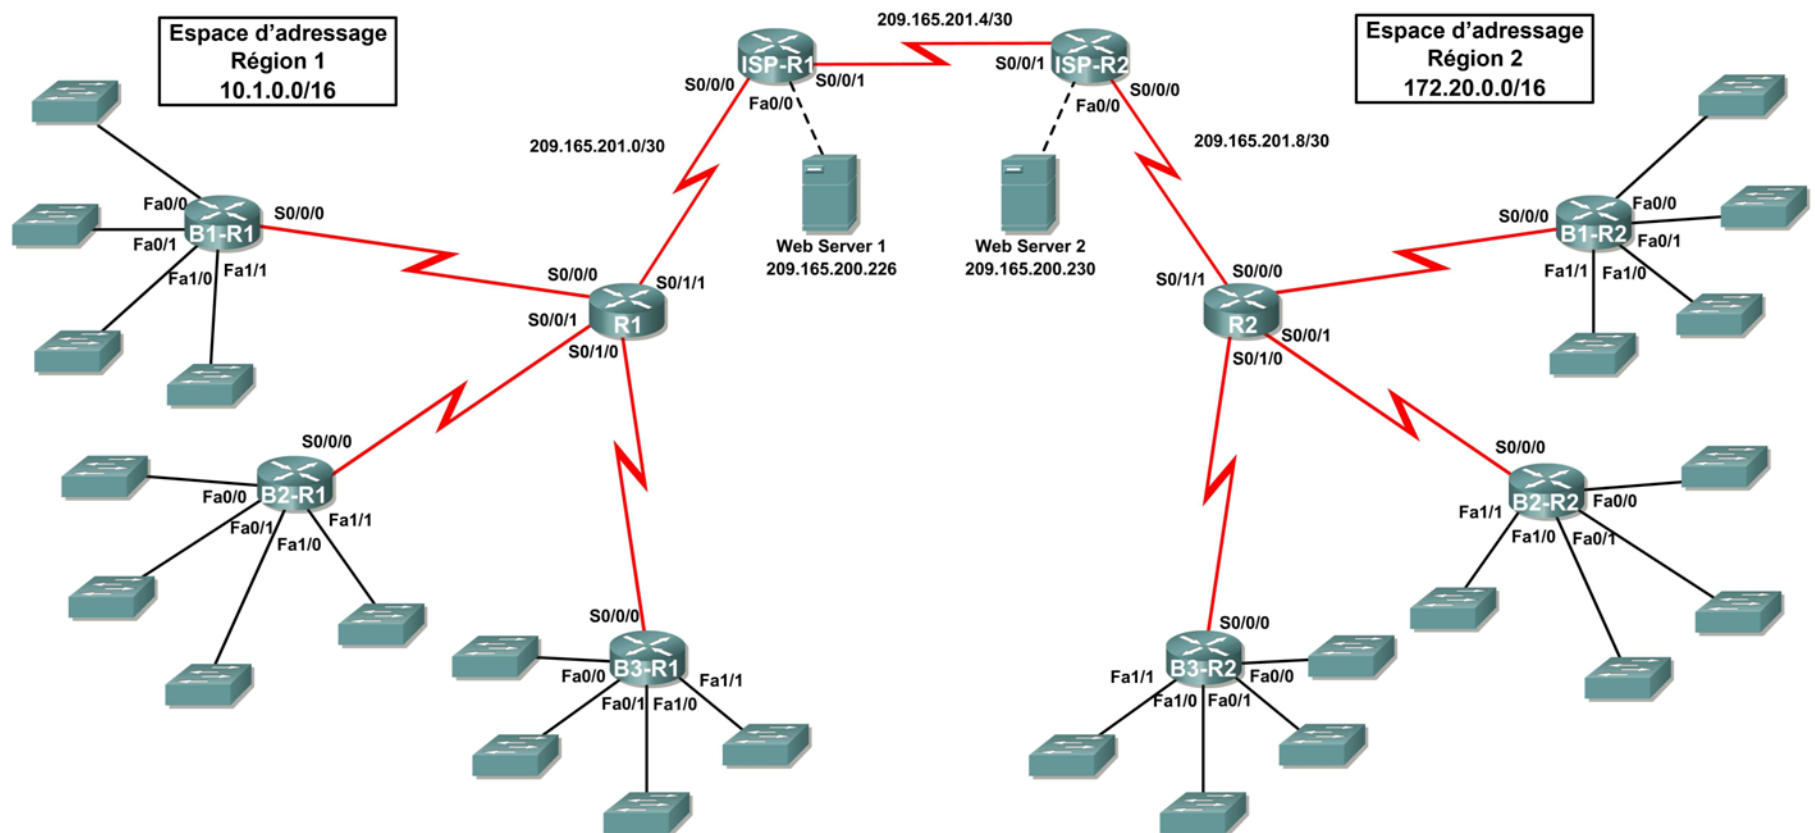 Espace d'adressage
Région 1
10.1.0.0/16
209.165.201.4/30
Espace d'adressage
Région 2
172.20.0.0/16
ISP-R1
S0/0/0
S0/0/1
Fa0/0
ISP-R2
S0/0/1
S0/0/0
Fa0/0
209.165.201.0/30
209.165.201.8/30
Web Server 1
209.165.200.226
Web Server 2
209.165.200.230
B1-R1
Fa0/0
S0/0/0
Fa0/1
Fa1/0
Fa1/1
R1
S0/0/0
S0/1/1
S0/0/1
S0/1/0
R2
S0/1/1
S0/0/0
S0/0/1
S0/1/0
B1-R2
S0/0/0
Fa0/0
Fa0/1
Fa1/1
Fa1/0
B2-R1
S0/0/0
Fa0/0
Fa0/1
Fa1/0
Fa1/1
B2-R2
S0/0/0
Fa0/0
Fa1/1
Fa1/0
Fa0/1
B3-R1
S0/0/0
Fa0/0
Fa0/1
Fa1/0
Fa1/1
B3-R2
S0/0/0
Fa1/1
Fa1/0
Fa0/1
Fa0/0